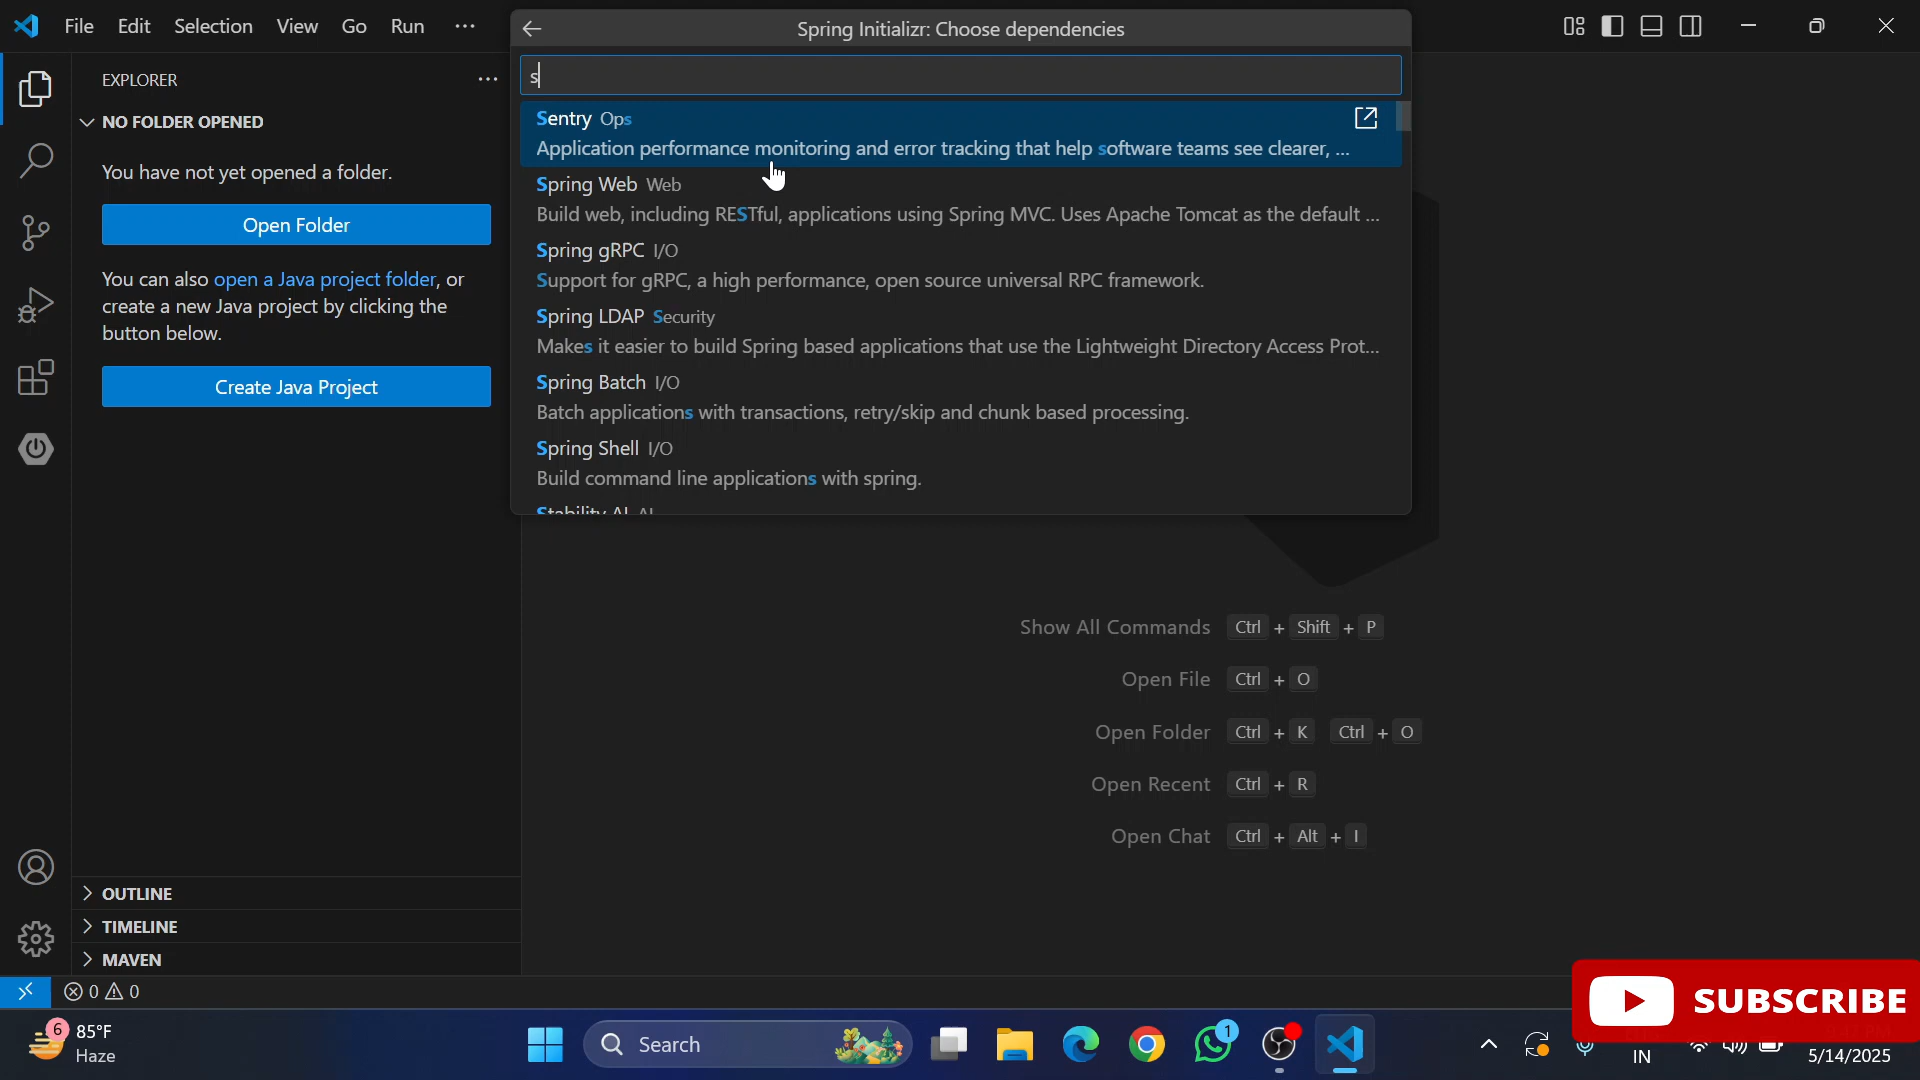 File Edit Selection View Go Run ...
Spring Initializr: Choose dependencies
s
EXPLORER
NO FOLDER OPENED
You have not yet opened a folder.
Open Folder
You can also open a Java project folder, or
create a new Java project by clicking the
button below.
Create Java Project
OUTLINE
TIMELINE
MAVEN
Sentry Ops
Application performance monitoring and error tracking that help software teams see clearer, ...
Spring Web Web
Build web, including RESTful, applications using Spring MVC. Uses Apache Tomcat as the default ...
Spring gRPC I/O
Support for gRPC, a high performance, open source universal RPC framework.
Spring LDAP Security
Makes it easier to build Spring based applications that use the Lightweight Directory Access Prot...
Spring Batch I/O
Batch applications with transactions, retry/skip and chunk based processing.
Spring Shell I/O
Build command line applications with spring.
Stability AI AI
Show All Commands Ctrl + Shift + P
Open File Ctrl + O
Open Folder Ctrl + K Ctrl + O
Open Recent Ctrl + R
Open Chat Ctrl + Alt + I
0 0
SUBSCRIBE
6
85°F
Haze
Search
1
IN
5/14/2025